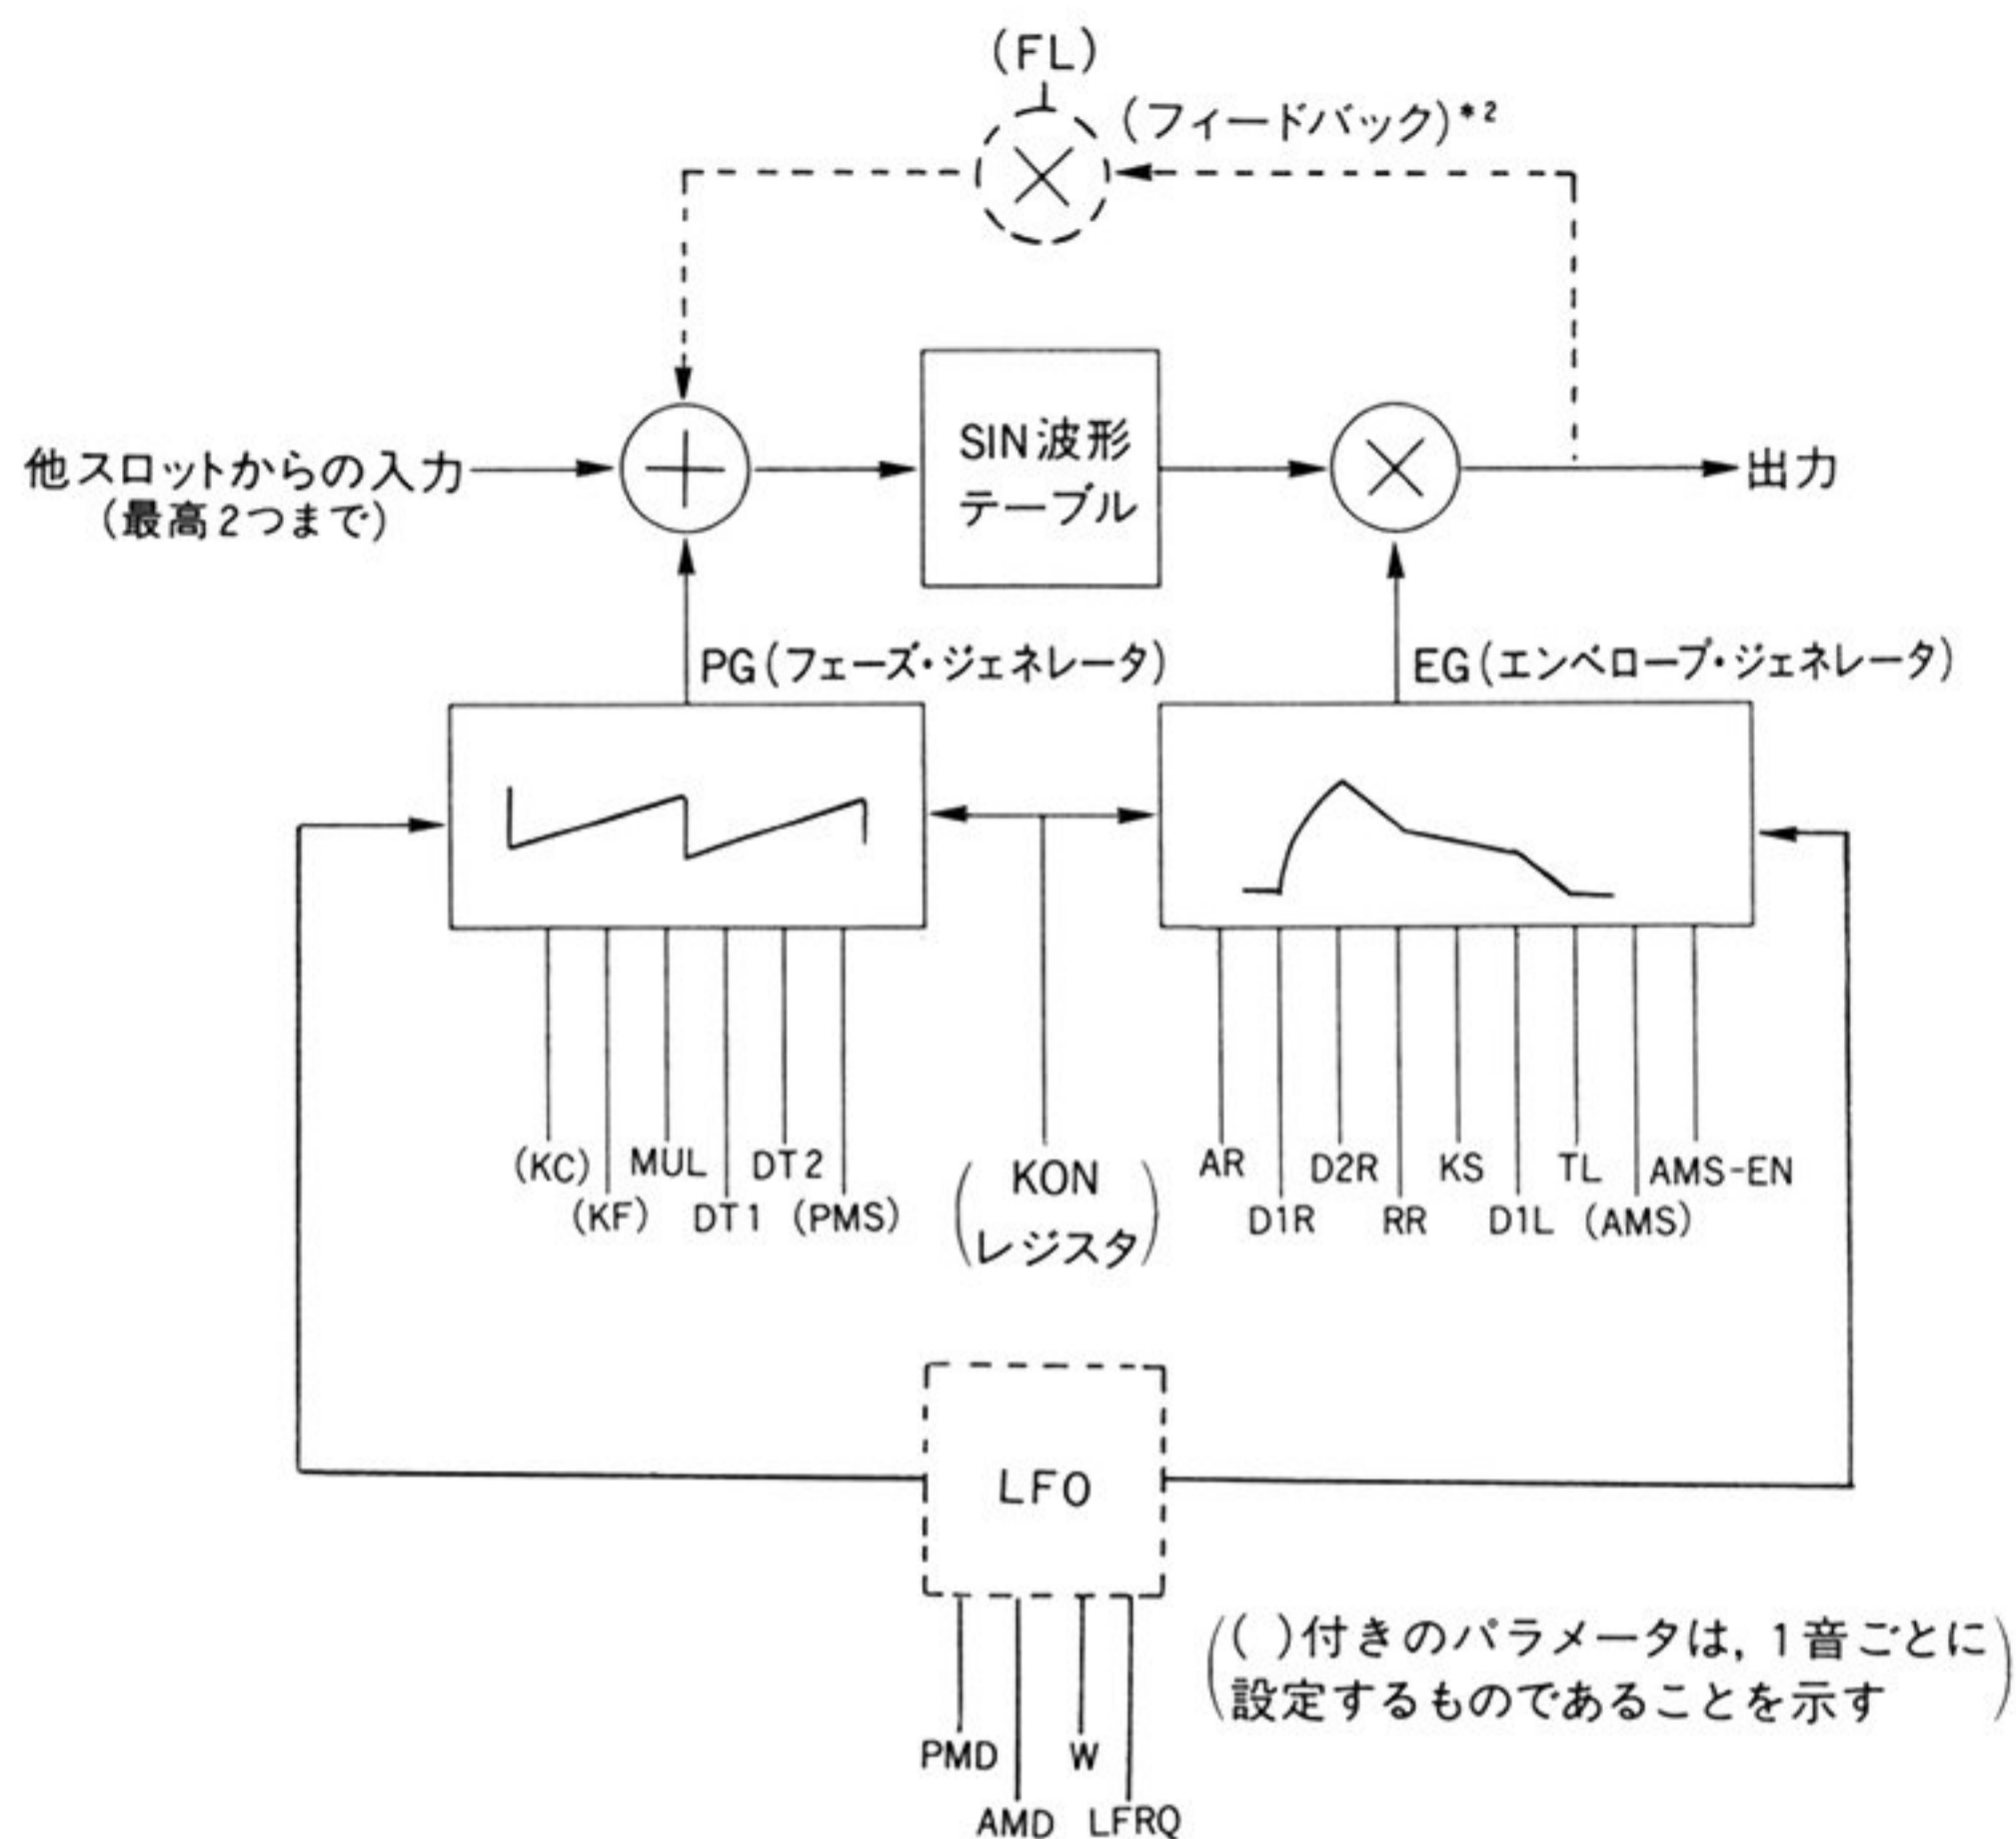 (FL)
(フィードバック)*2
SIN波形
テーブル
他スロットからの入力
(最高2つまで)
出力
PG(フェーズ・ジェネレータ)
EG(エンベロープ・ジェネレータ)
(KC) MUL DT2
(KF) DT1 (PMS)
(KON
レジスタ)
AR D2R KS TL AMS-EN
D1R RR D1L (AMS)
LFO
PMD W
AMD LFRQ
(( )付きのパラメータは, 1音ごとに
設定するものであることを示す)